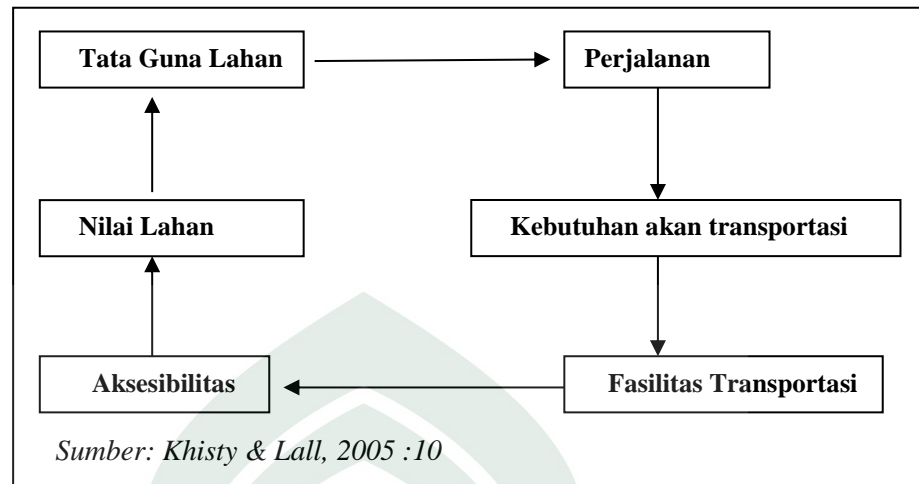 Tata Guna Lahan
Perjalanan
Nilai Lahan
Kebutuhan akan transportasi
Aksesibilitas
Fasilitas Transportasi
Sumber: Khisty & Lall, 2005 :10